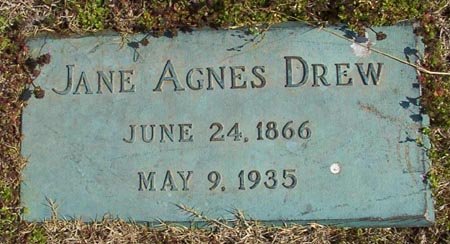 JANE AGNES DREW
JUNE 24, 1866
MAY 9, 1935